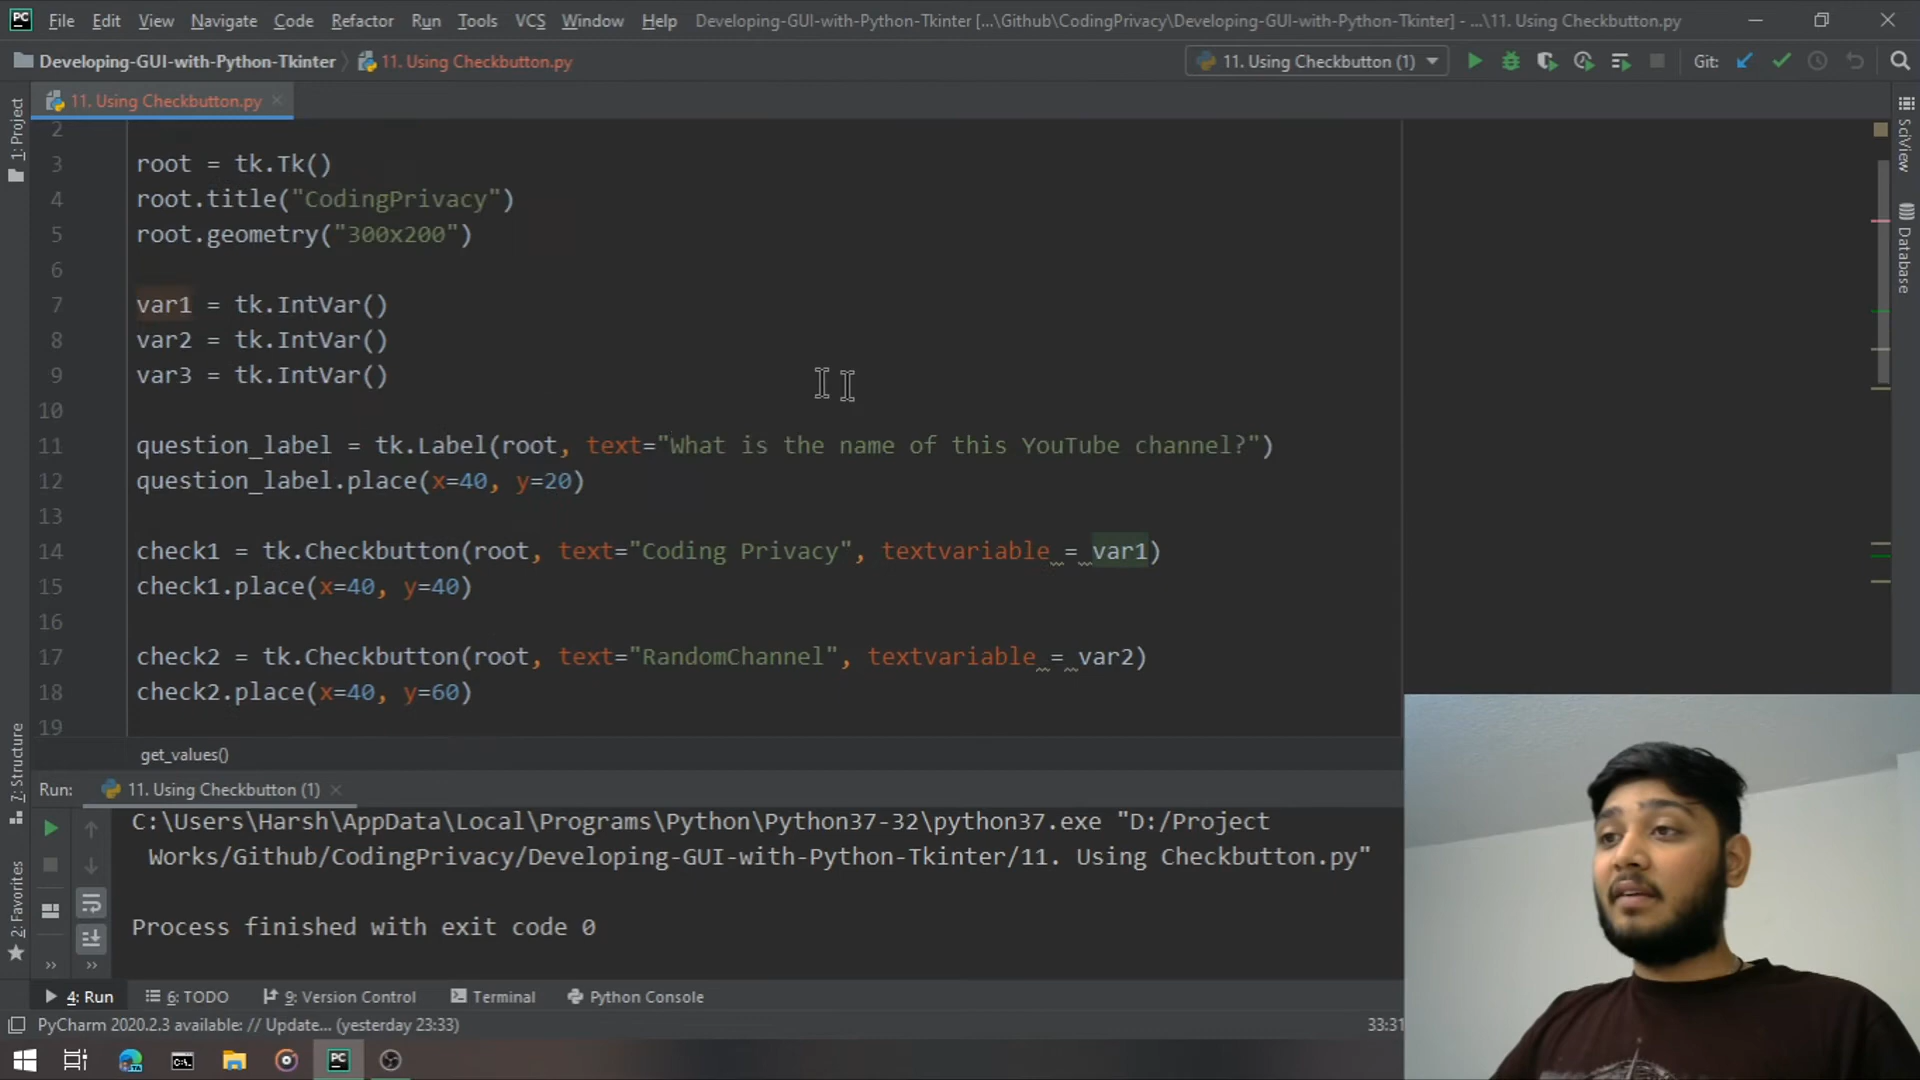 File Edit View Navigate Code Refactor Run Tools VCS Window Help Developing-GUI-with-Python-Tkinter [...\Github\CodingPrivacy\Developing-GUI-with-Python-Tkinter] - ...\11. Using Checkbutton.py
Developing-GUI-with-Python-Tkinter 11. Using Checkbutton.py 11. Using Checkbutton (1) Git:
11. Using Checkbutton.py
1: Project
SciView
Database
2
3 root = tk.Tk()
4 root.title("CodingPrivacy")
5 root.geometry("300x200")
6
7 var1 = tk.IntVar()
8 var2 = tk.IntVar()
9 var3 = tk.IntVar()
10
11 question_label = tk.Label(root, text="What is the name of this YouTube channel?")
12 question_label.place(x=40, y=20)
13
14 check1 = tk.Checkbutton(root, text="Coding Privacy", textvariable = var1)
15 check1.place(x=40, y=40)
16
17 check2 = tk.Checkbutton(root, text="RandomChannel", textvariable = var2)
18 check2.place(x=40, y=60)
19
get_values()
7: Structure
2: Favorites
Run: 11. Using Checkbutton (1)
C:\Users\Harsh\AppData\Local\Programs\Python\Python37-32\python37.exe "D:/Project
Works/Github/CodingPrivacy/Developing-GUI-with-Python-Tkinter/11. Using Checkbutton.py"
Process finished with exit code 0
4: Run 6: TODO 9: Version Control Terminal Python Console
PyCharm 2020.2.3 available: // Update... (yesterday 23:33) 33:31